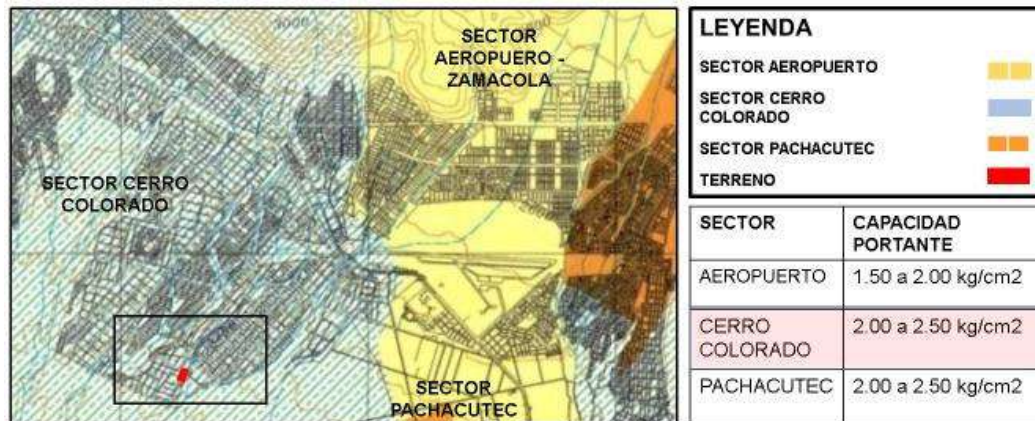 SECTOR
AEROPUERO -
ZAMACOLA
SECTOR CERRO
COLORADO
SECTOR
PACHACUTEC
LEYENDA
SECTOR AEROPUERTO
SECTOR CERRO
COLORADO
SECTOR PACHACUTEC
TERRENO
SECTOR CAPACIDAD
PORTANTE
AEROPUERTO 1.50 a 2.00 kg/cm2
CERRO 2.00 a 2.50 kg/cm2
COLORADO
PACHACUTEC 2.00 a 2.50 kg/cm2